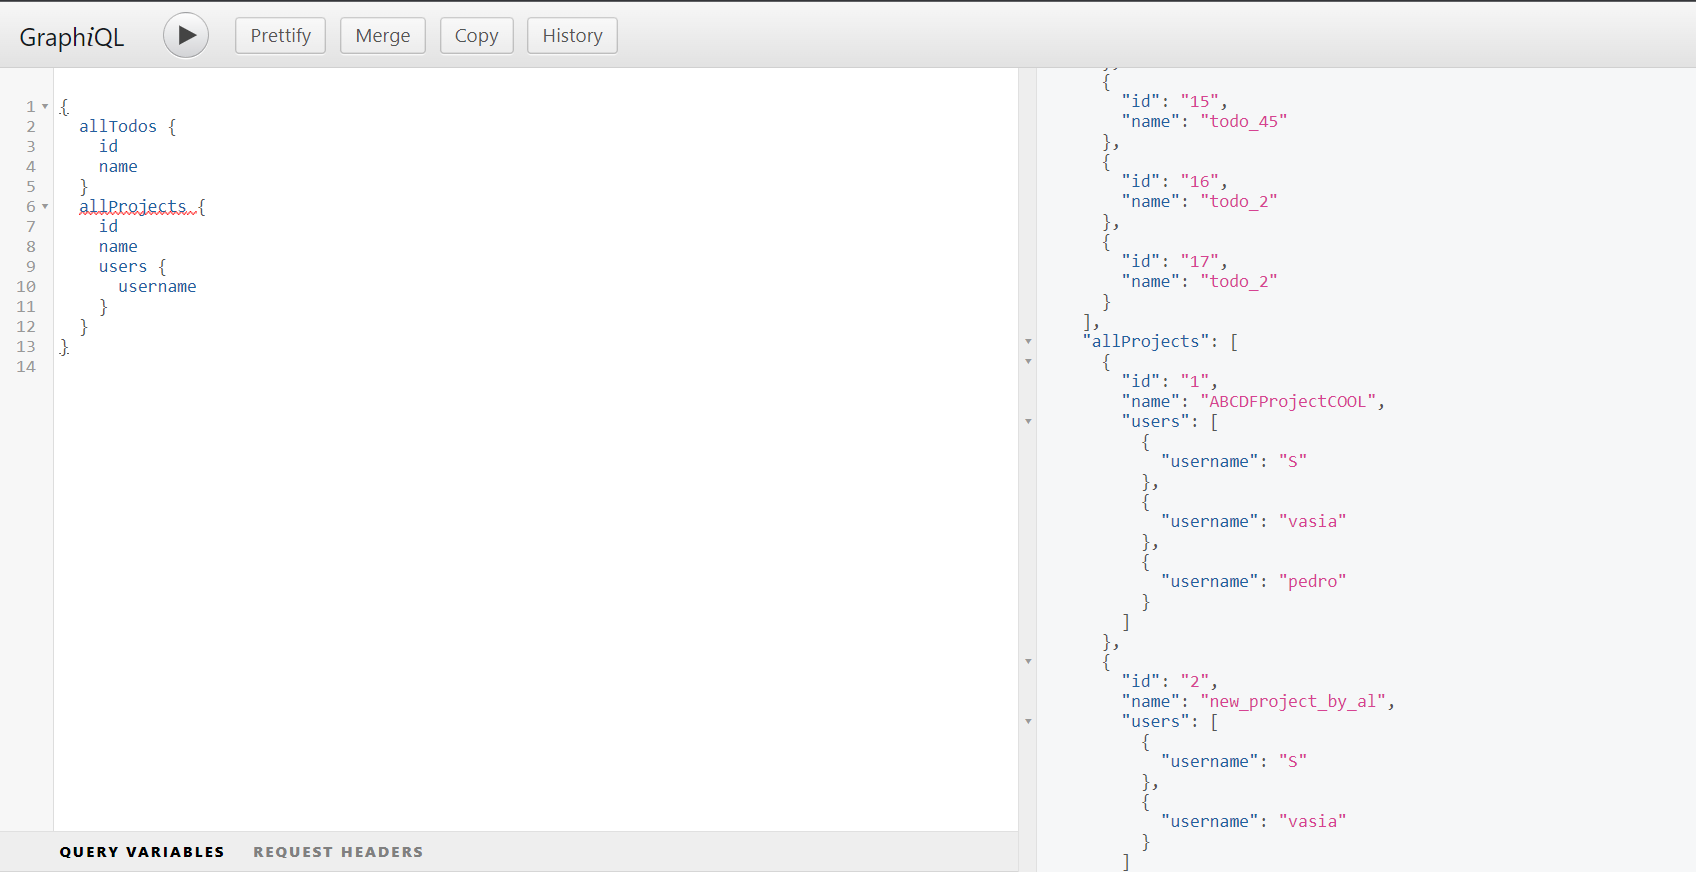 GraphiQL
Prettify
Merge
Copy
History
1 {
2 allTodos {
3 id
4 name
5 }
6 allProjects {
7 id
8 name
9 users {
10 username
11 }
12 }
13 }
14
QUERY VARIABLES
REQUEST HEADERS
},
{
"id": "15",
"name": "todo_45"
},
{
"id": "16",
"name": "todo_2"
},
{
"id": "17",
"name": "todo_2"
}
],
"allProjects": [
{
"id": "1",
"name": "ABCDFProjectCOOL",
"users": [
{
"username": "S"
},
{
"username": "vasia"
},
{
"username": "pedro"
}
]
},
{
"id": "2",
"name": "new_project_by_al",
"users": [
{
"username": "S"
},
{
"username": "vasia"
}
]